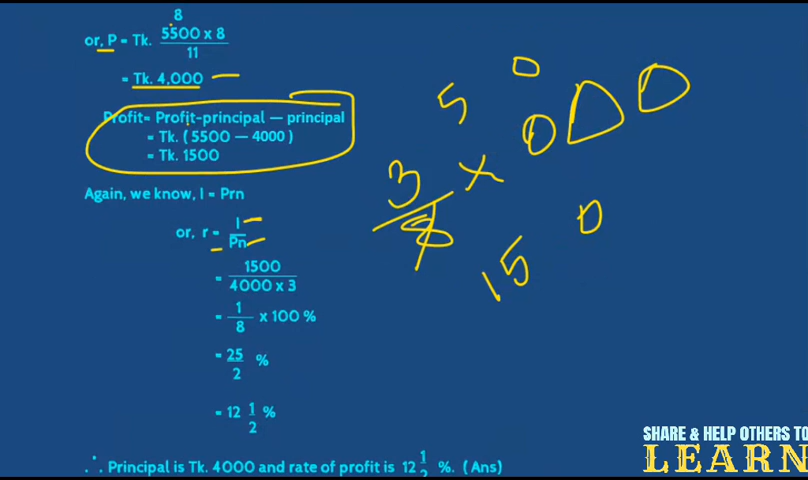 8
or, P = Tk. 5500 x 8
11
= Tk. 4,000
Profit= Profit-principal — principal
= Tk. ( 5500 — 4000 )
= Tk. 1500
Again, we know, I = Prn
or, r = I
Pn
= 1500
4000 x 3
= 1
8 x 100 %
= 25
2 %
= 12 1
2 %
∴ Principal is Tk. 4000 and rate of profit is 12 1
2 %. (Ans)
3
8 x
5 0
15 0
SHARE & HELP OTHERS TO
LEARN